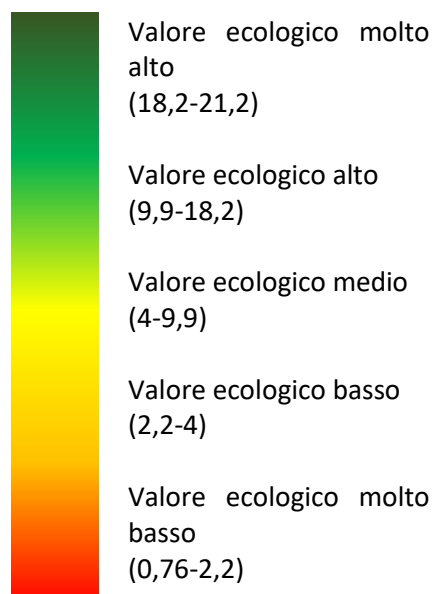 Valore ecologico molto
alto
(18,2-21,2)
Valore ecologico alto
(9,9-18,2)
Valore ecologico medio
(4-9,9)
Valore ecologico basso
(2,2-4)
Valore ecologico molto
basso
(0,76-2,2)